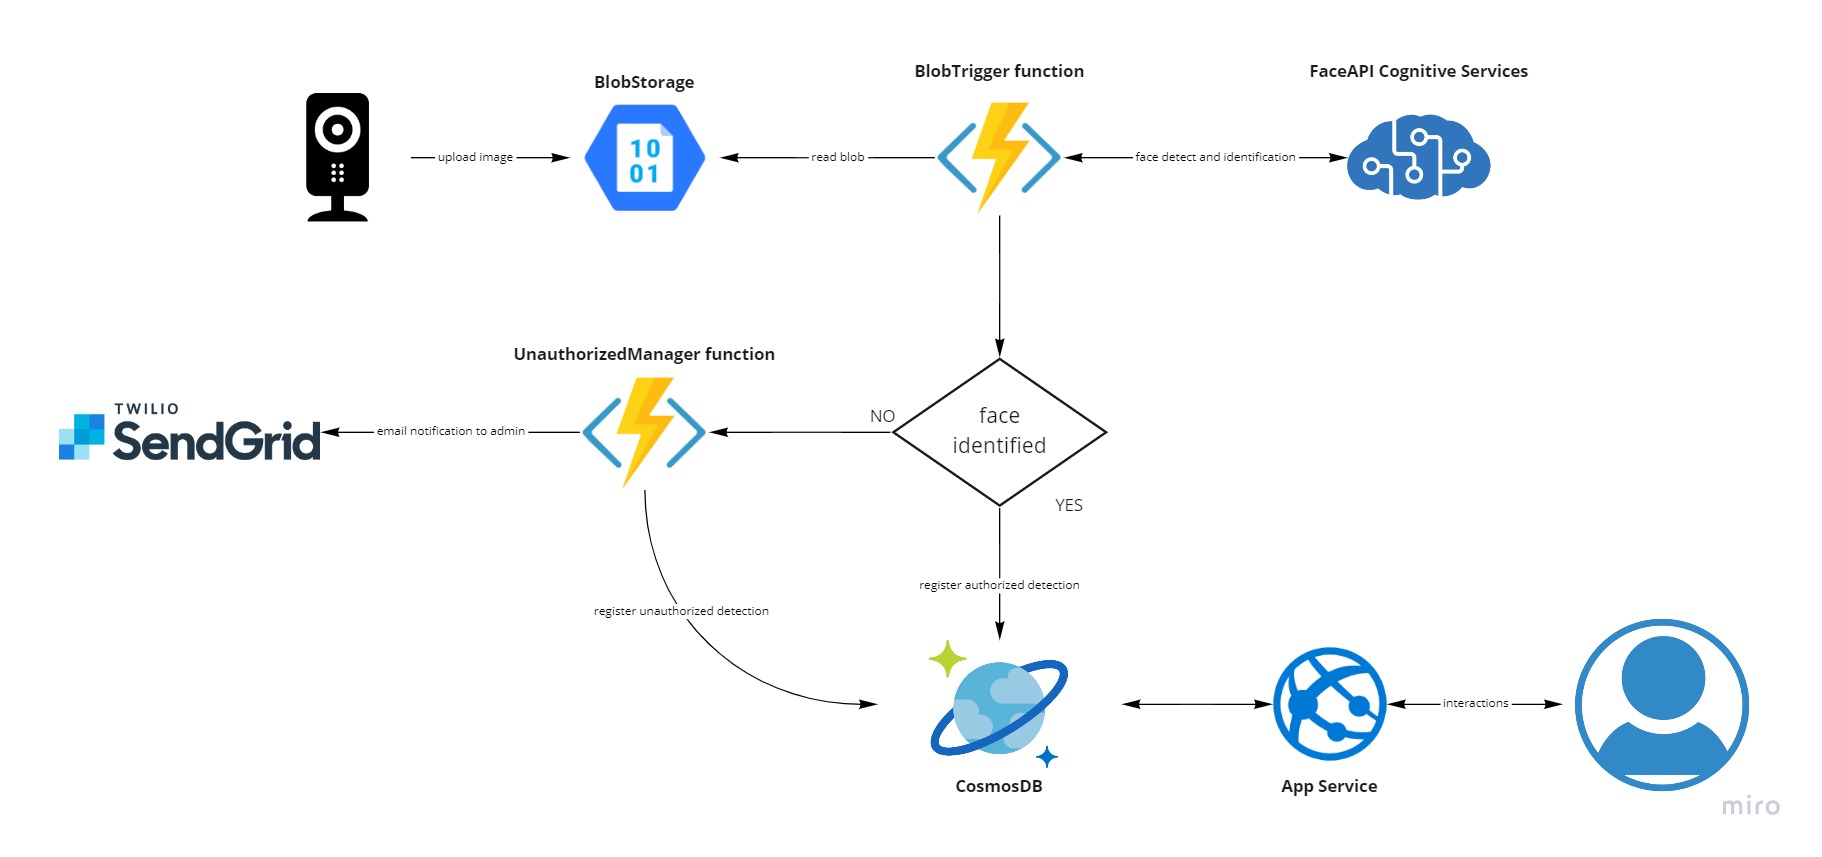 BlobStorage
BlobTrigger function
FaceAPI Cognitive Services
10
01
upload image
read blob
face detect and identification
UnauthorizedManager function
TWILIO
SendGrid
email notification to admin
NO
face
identified
YES
register authorized detection
register unauthorized detection
interactions
CosmosDB
App Service
miro